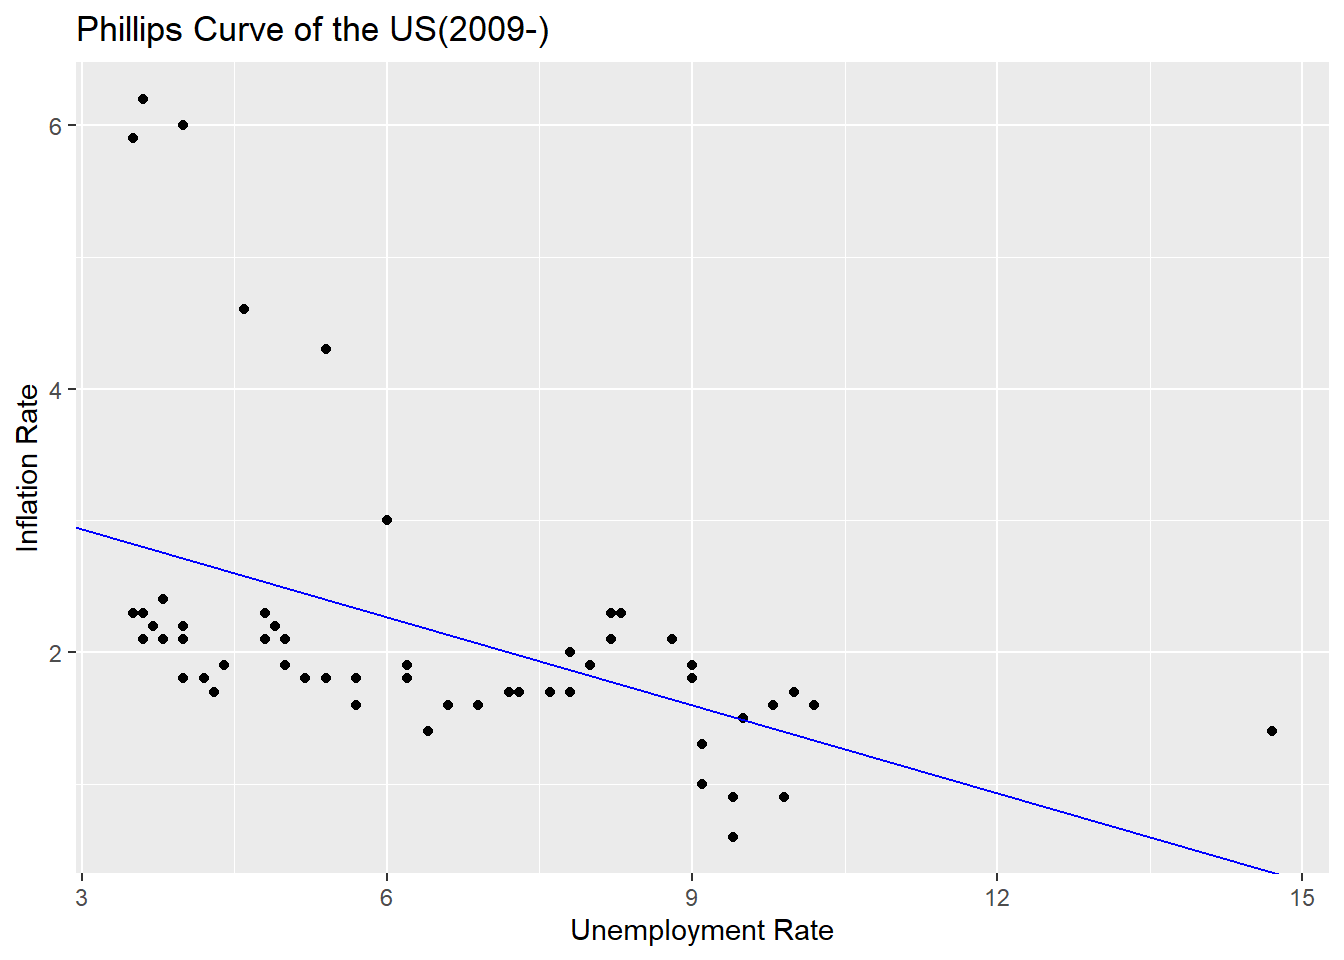 Phillips Curve of the US(2009-)
6
4
2
Inflation Rate
3 6 9 12 15
Unemployment Rate